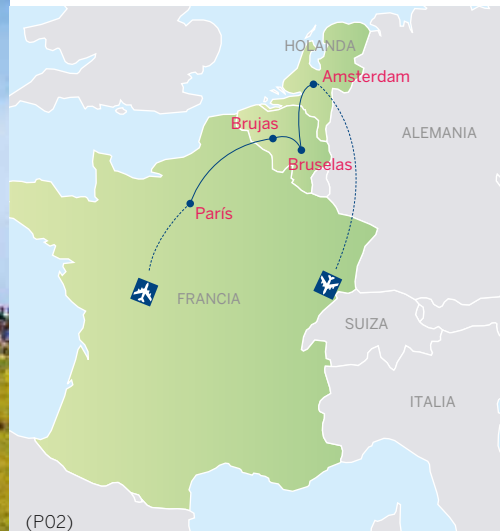 HOLANDA
Amsterdam
Brujas
ALEMANIA
Bruselas
París
FRANCIA
SUIZA
ITALIA
(P02)